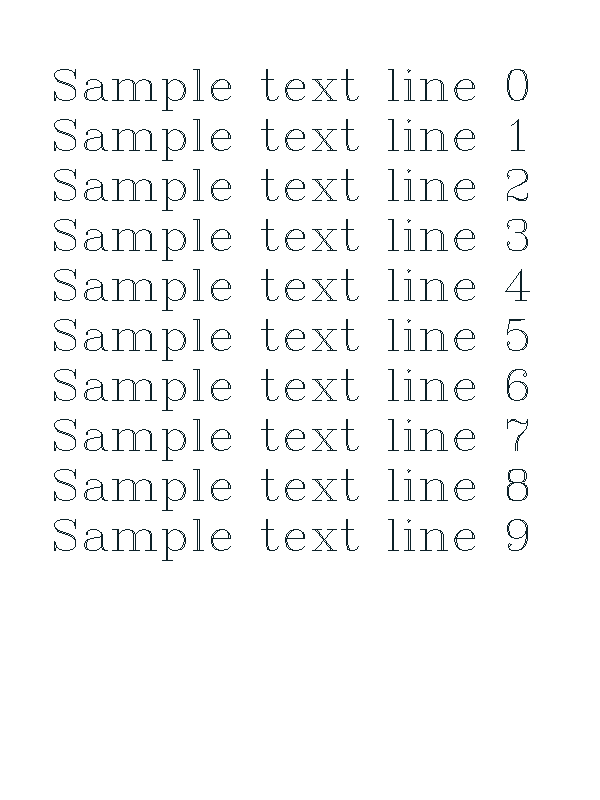 Sample text line 0
Sample text line 1
Sample text line 2
Sample text line 3
Sample text line 4
Sample text line 5
Sample text line 6
Sample text line 7
Sample text line 8
Sample text line 9